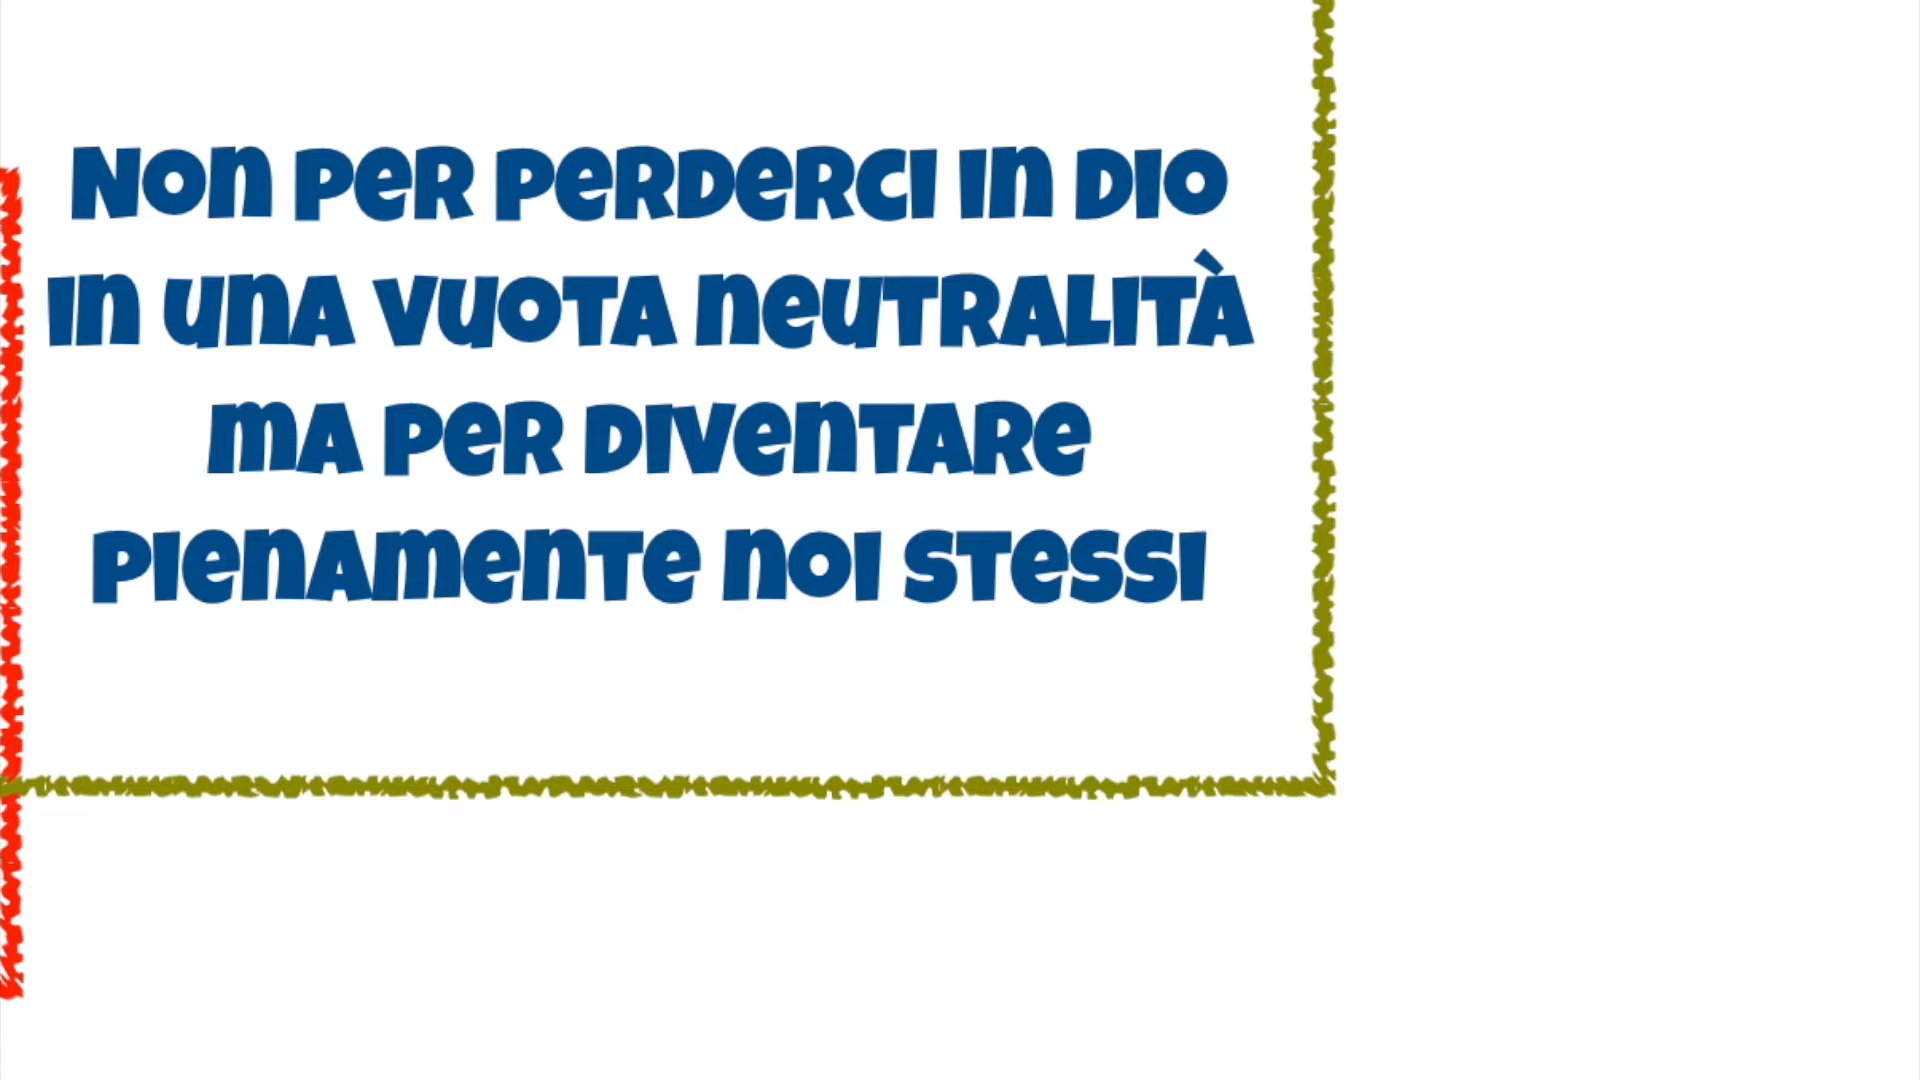 Non per perderci in Dio
in una vuota neutralità
ma per diventare
pienamente noi stessi